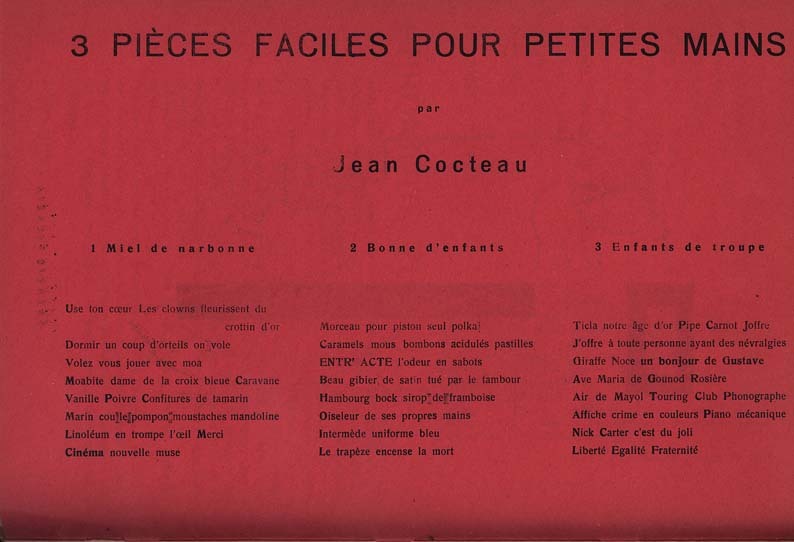 3 PIÈCES FACILES POUR PETITES MAINS
par
Jean Cocteau
1 Miel de narbonne
Use ton cœur Les clowns fleurissent du
crottin d'or
Dormir un coup d'orteils on vole
Volez vous jouer avec moa
Moabite dame de la croix bleue Caravane
Vanille Poivre Confitures de tamarin
Marin cou le pompon moustaches mandoline
Linoléum en trompe l'œil Merci
Cinéma nouvelle muse
2 Bonne d'enfants
Morceau pour piston seul polka
Caramels mous bombons acidulés pastilles
ENTR' ACTE l'odeur en sabots
Beau gibier de satin tué par le tambour
Hambourg bock sirop de framboise
Oiseleur de ses propres mains
Intermède uniforme bleu
Le trapèze encense la mort
3 Enfants de troupe
Ticla notre âge d'or Pipe Carnot Joffre
J'offre à toute personne ayant des névralgies
Giraffe Noce un bonjour de Gustave
Ave Maria de Gounod Rosière
Air de Mayol Touring Club Phonographe
Affiche crime en couleurs Piano mécanique
Nick Carter c'est du joli
Liberté Egalité Fraternité